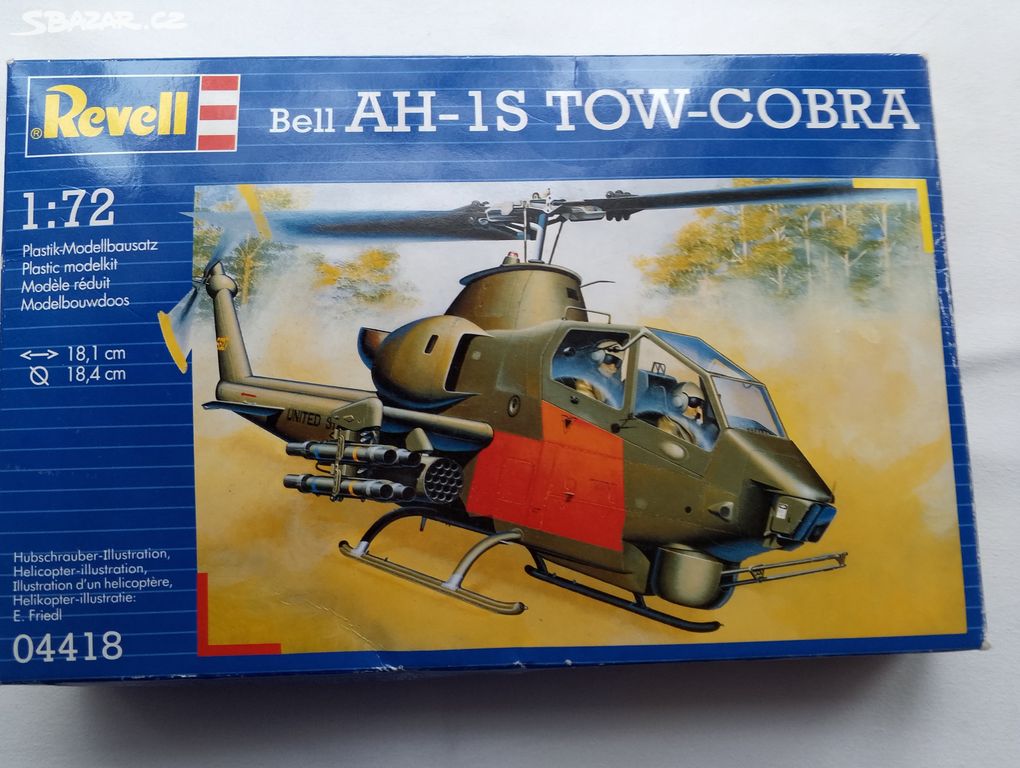 SBAZAR.CZ
® Revell
Bell AH-1S TOW-COBRA
1:72
Plastik-Modellbausatz
Plastic modelkit
Modèle réduit
Modelbouwdoos
18,1 cm
18,4 cm
UNITED S
Hubschrauber-Illustration,
Helicopter-illustration,
Illustration d'un helicoptère,
Helikopter-illustratie:
E. Friedl
04418